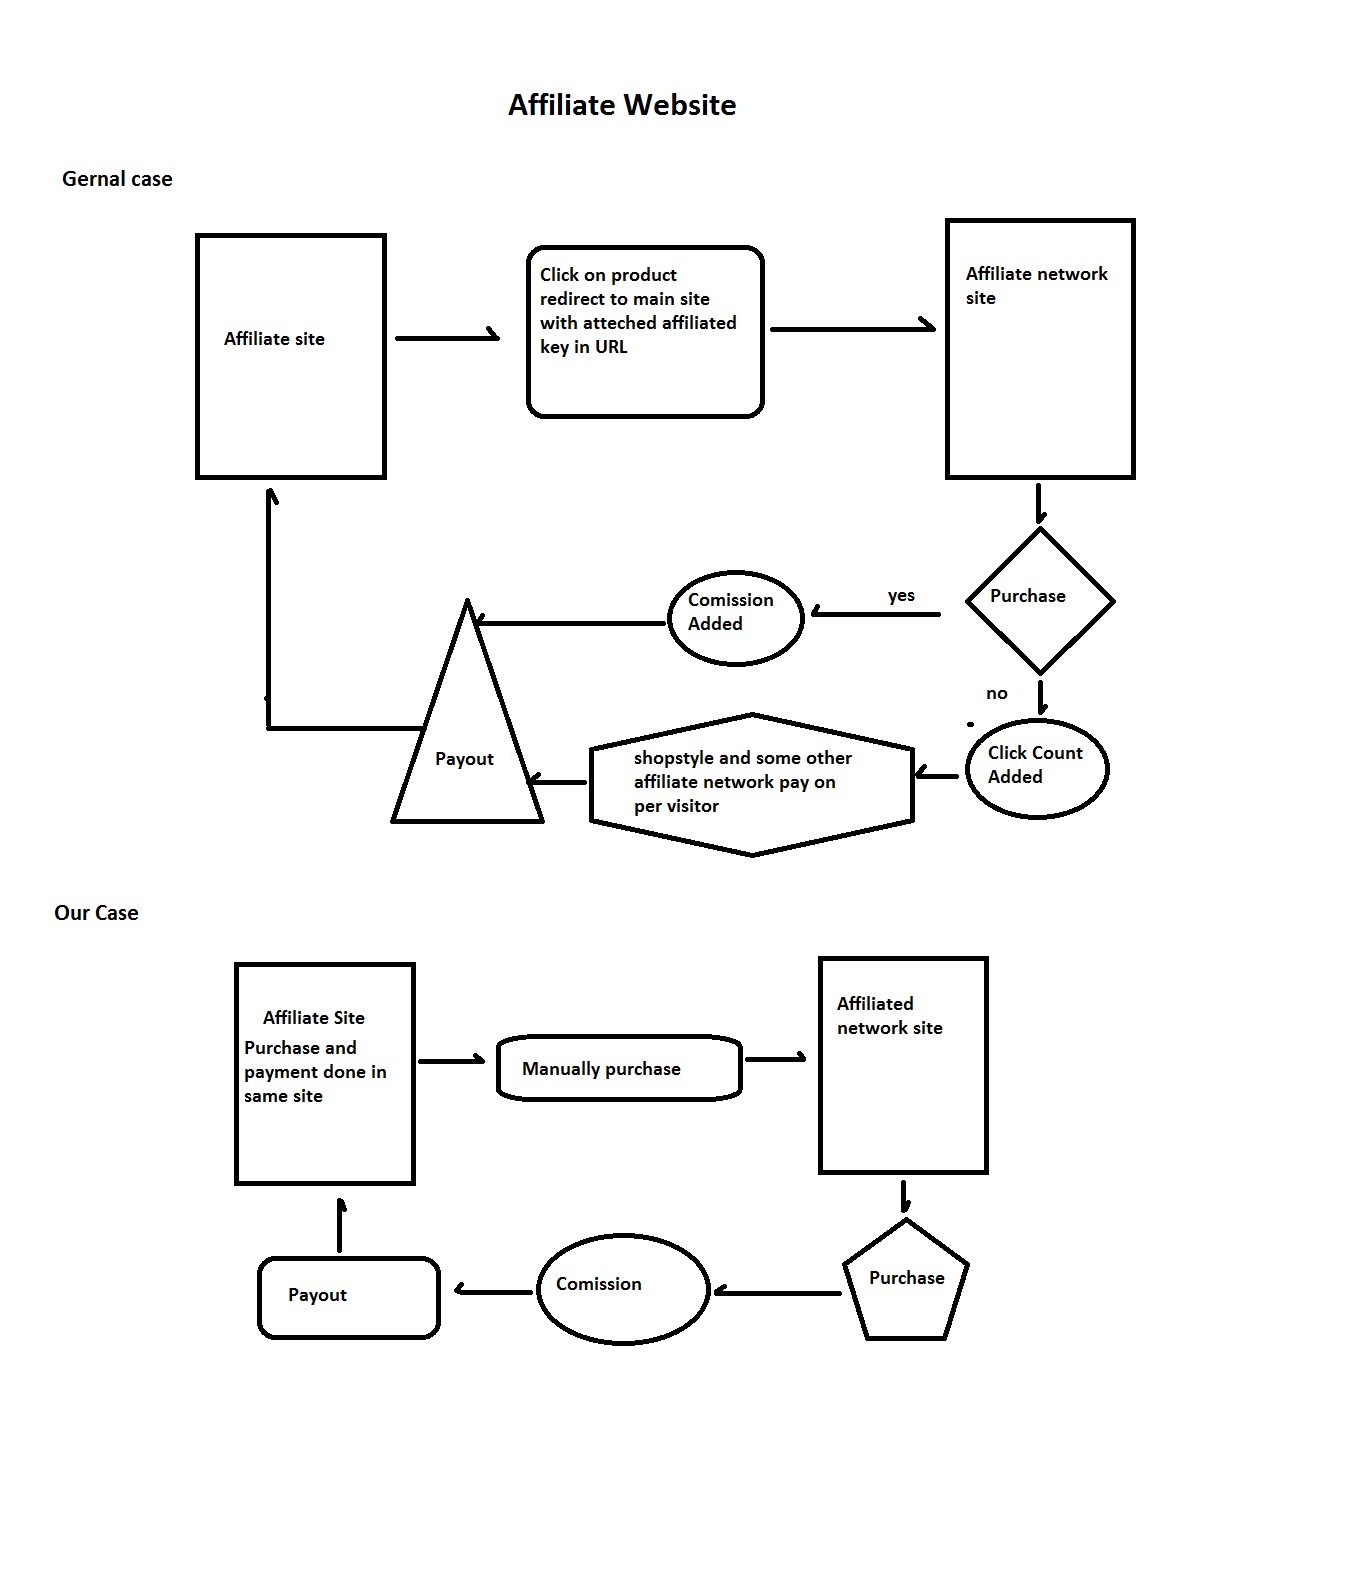 Affiliate Website
Gernal case
Affiliate site
Click on product
redirect to main site
with atteched affiliated
key in URL
Affiliate network
site
Purchase
yes
Comission
Added
no
Click Count
Added
shopstyle and some other
affiliate network pay on
per visitor
Payout
Our Case
Affiliate Site
Purchase and
payment done in
same site
Manually purchase
Affiliated
network site
Purchase
Comission
Payout